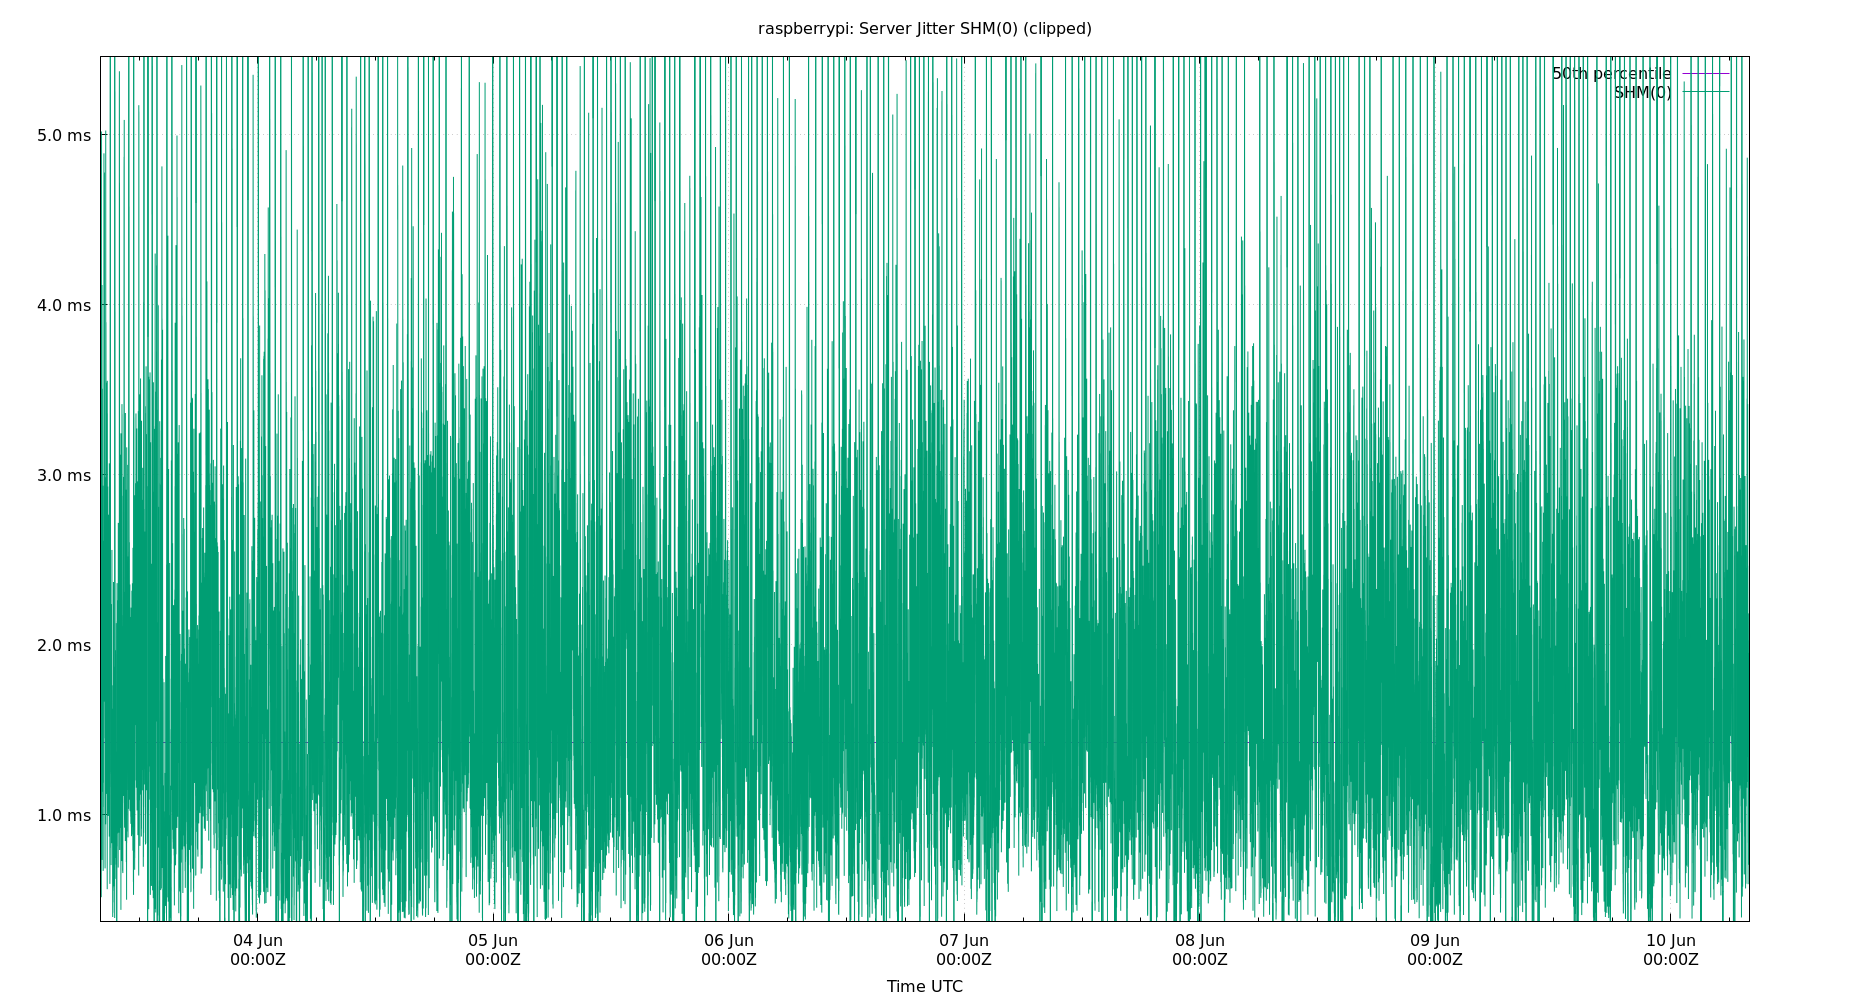 raspberrypi: Server Jitter SHM(0) (clipped)
50th percentile
SHM(0)
5.0 ms
4.0 ms
3.0 ms
2.0 ms
1.0 ms
04 Jun 05 Jun 06 Jun 07 Jun 08 Jun 09 Jun 10 Jun
00:00Z 00:00Z 00:00Z 00:00Z 00:00Z 00:00Z 00:00Z
Time UTC